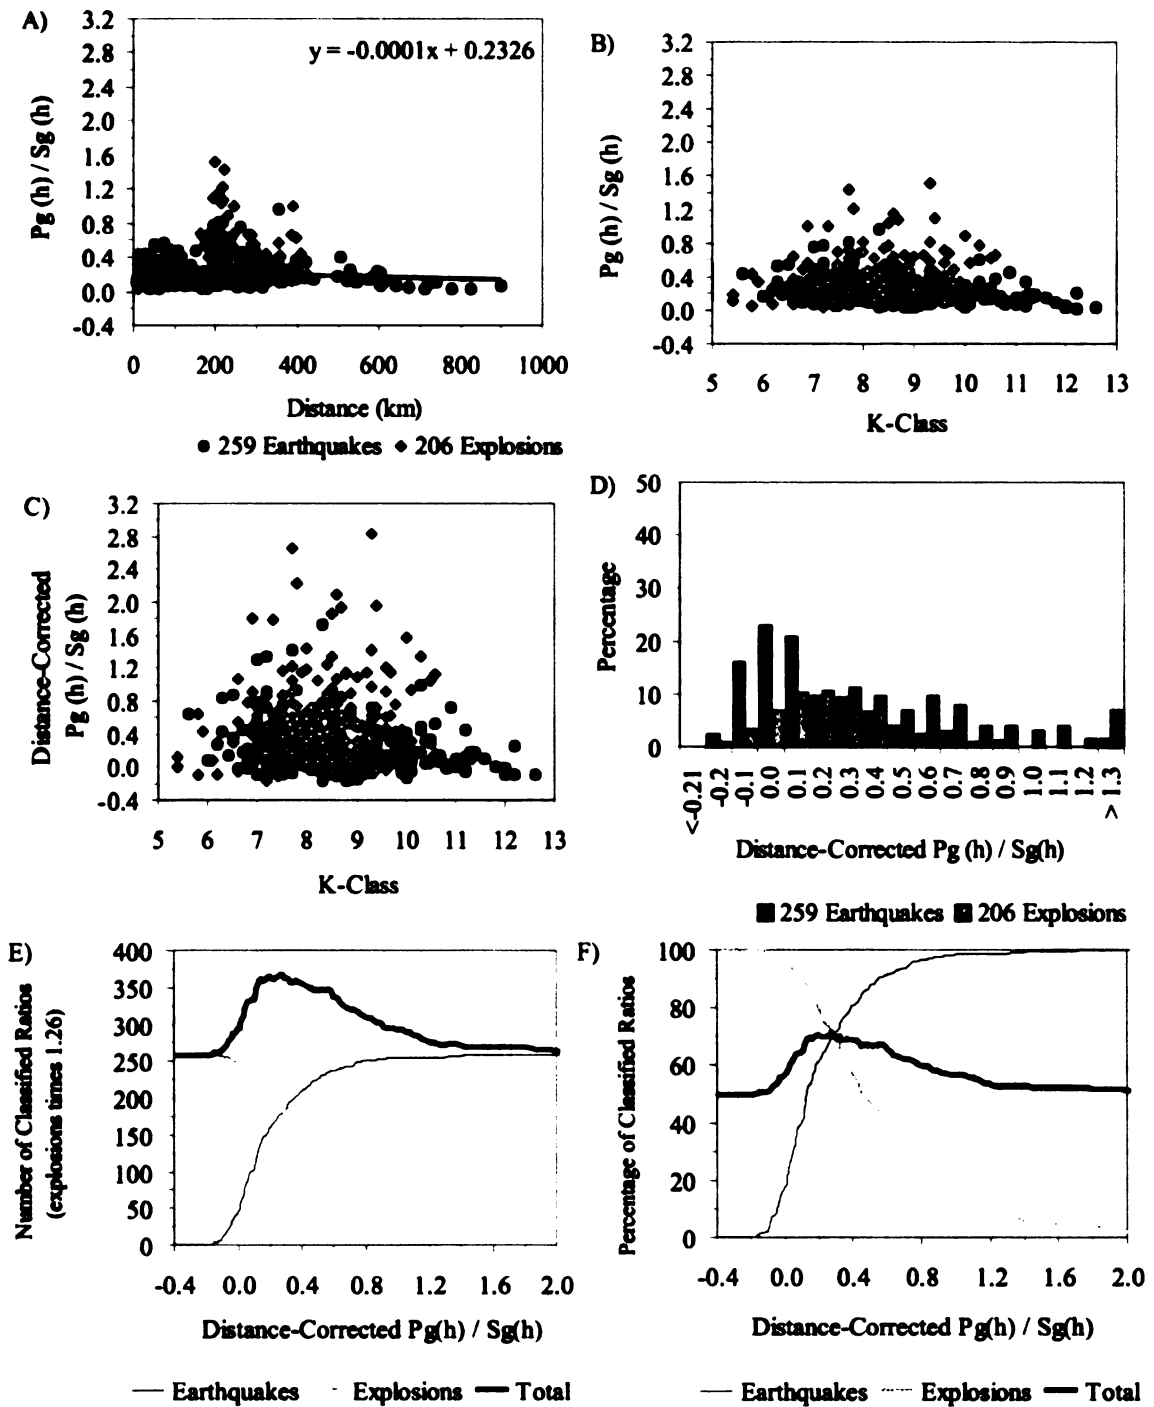 A)
3.2
2.8
2.4
2.0
1.6
1.2
0.8
0.4
0.0
-0.4
Pg (h) / Sg (h)
y = -0.0001x + 0.2326
0 200 400 600 800 1000
Distance (km)
259 Earthquakes 206 Explosions
B)
3.2
2.8
2.4
2.0
1.6
1.2
0.8
0.4
0.0
-0.4
Pg (h) / Sg (h)
5 6 7 8 9 10 11 12 13
K-Class
C)
3.2
2.8
2.4
2.0
1.6
1.2
0.8
0.4
0.0
-0.4
Distance-Corrected
Pg (h) / Sg (h)
5 6 7 8 9 10 11 12 13
K-Class
D)
50
40
30
20
10
0
Percentage
<-0.21 -0.2 -0.1 0.0 0.1 0.2 0.3 0.4 0.5 0.6 0.7 0.8 0.9 1.0 1.1 1.2 > 1.3
Distance-Corrected Pg (h) / Sg(h)
259 Earthquakes 206 Explosions
E)
400
350
300
250
200
150
100
50
0
Number of Classified Ratios
(explosions times 1.26)
-0.4 0.0 0.4 0.8 1.2 1.6 2.0
Distance-Corrected Pg(h) / Sg(h)
Earthquakes Explosions Total
F)
100
80
60
40
20
0
Percentage of Classified Ratios
-0.4 0.0 0.4 0.8 1.2 1.6 2.0
Distance-Corrected Pg(h) / Sg(h)
Earthquakes Explosions Total